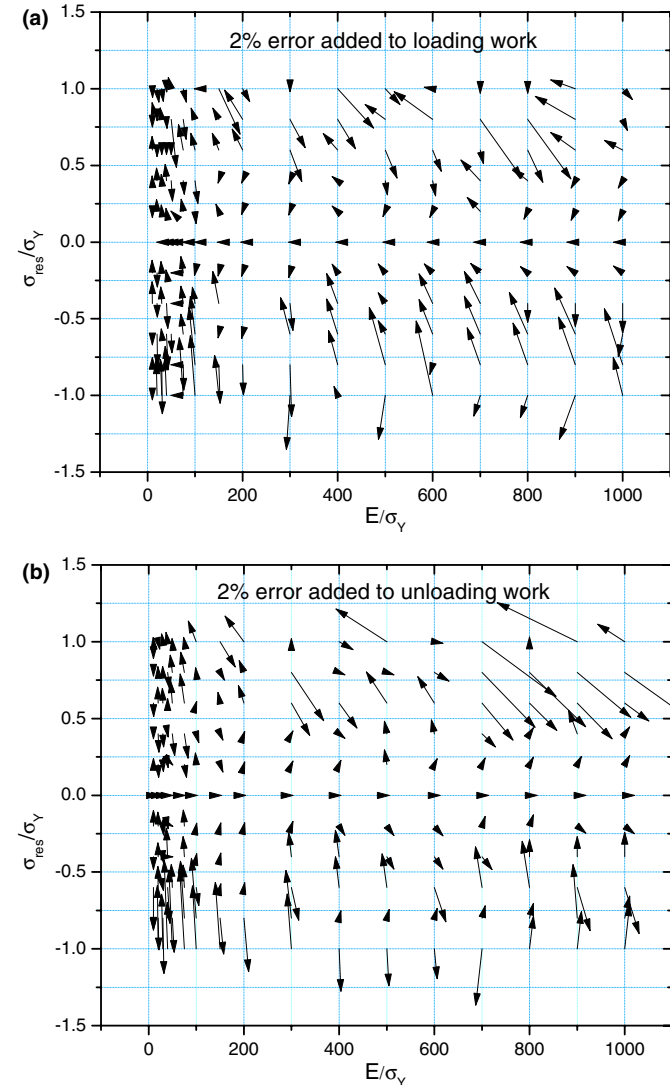 (a)
2% error added to loading work
1.5
1.0
0.5
0.0
-0.5
-1.0
-1.5
σres/σY
0 200 400 600 800 1000
E/σY
(b)
2% error added to unloading work
1.5
1.0
0.5
0.0
-0.5
-1.0
-1.5
σres/σY
0 200 400 600 800 1000
E/σY